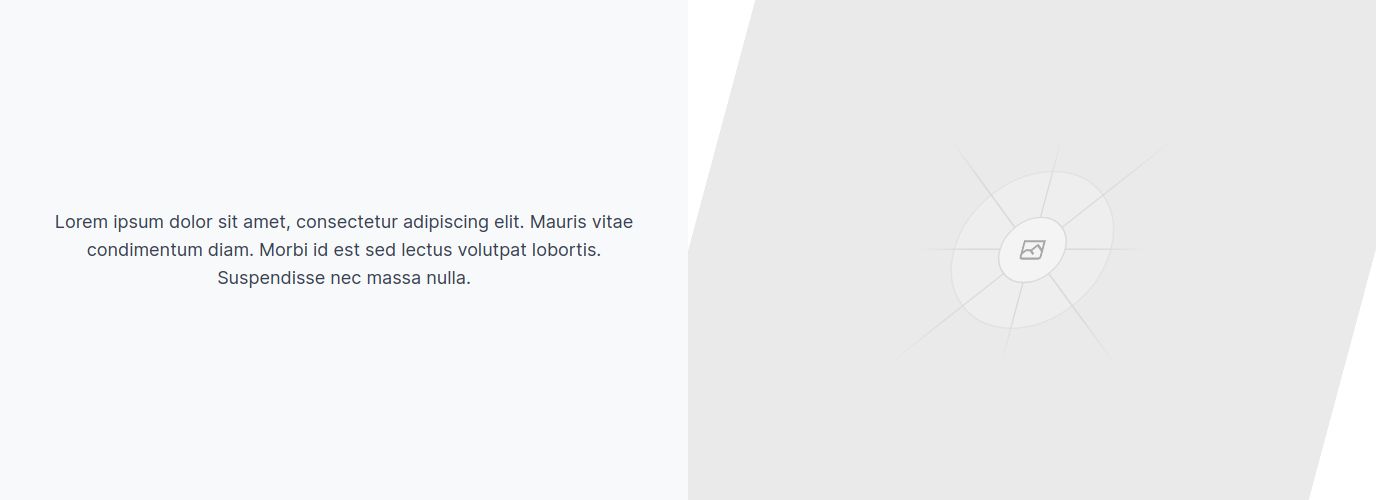 Lorem ipsum dolor sit amet, consectetur adipiscing elit. Mauris vitae
condimentum diam. Morbi id est sed lectus volutpat lobortis.
Suspendisse nec massa nulla.